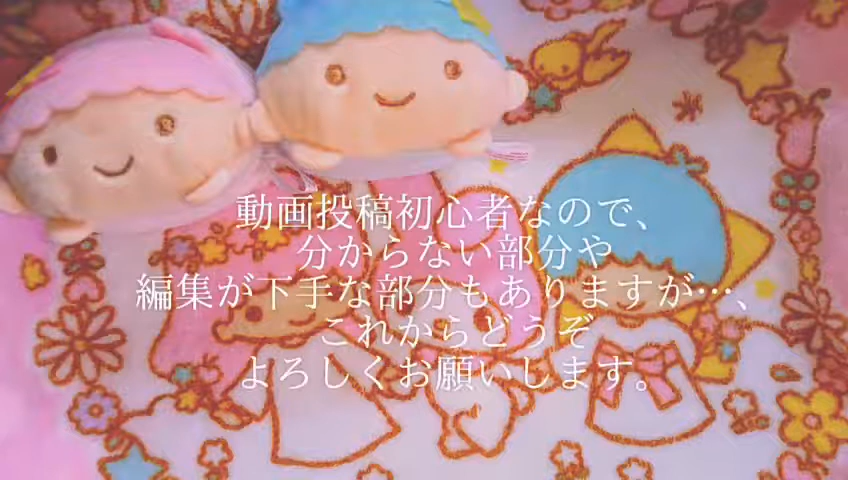 動画投稿初心者なので、
分からない部分や
編集が下手な部分もありますが…、
これからどうぞ
よろしくお願いします。